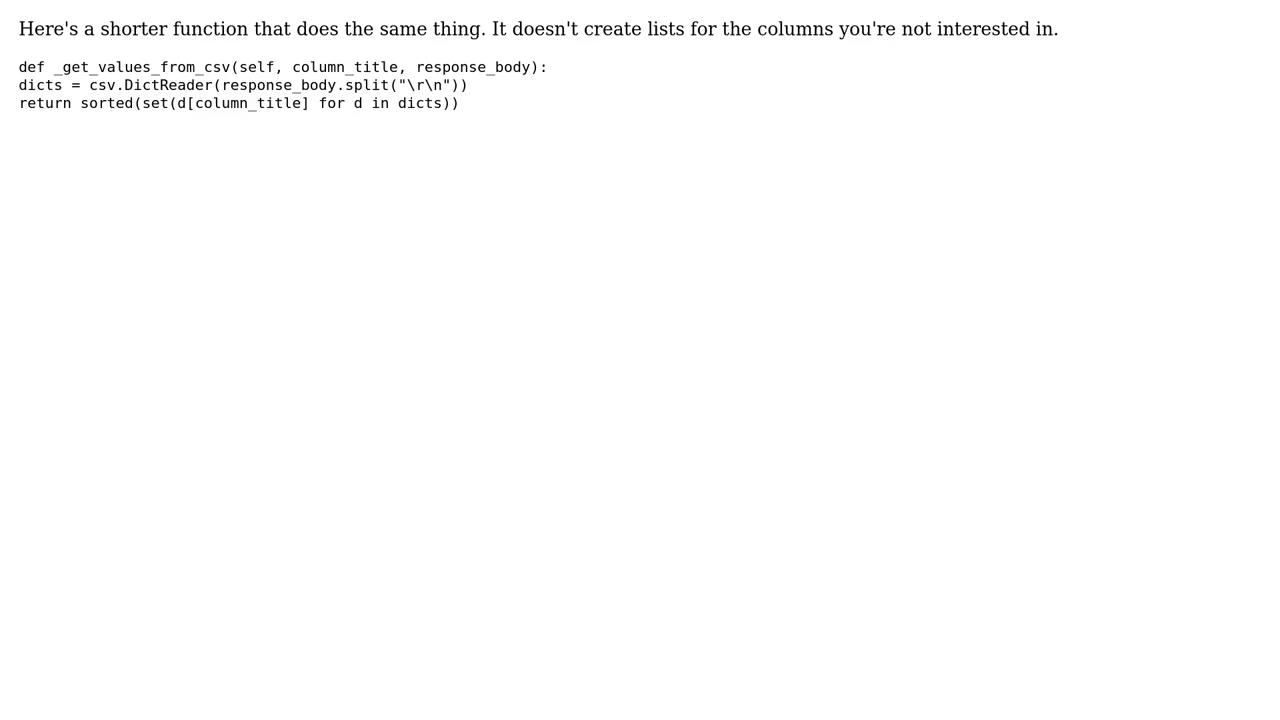 Here's a shorter function that does the same thing. It doesn't create lists for the columns you're not interested in.
def _get_values_from_csv(self, column_title, response_body):
dicts = csv.DictReader(response_body.split("\r\n"))
return sorted(set(d[column_title] for d in dicts))